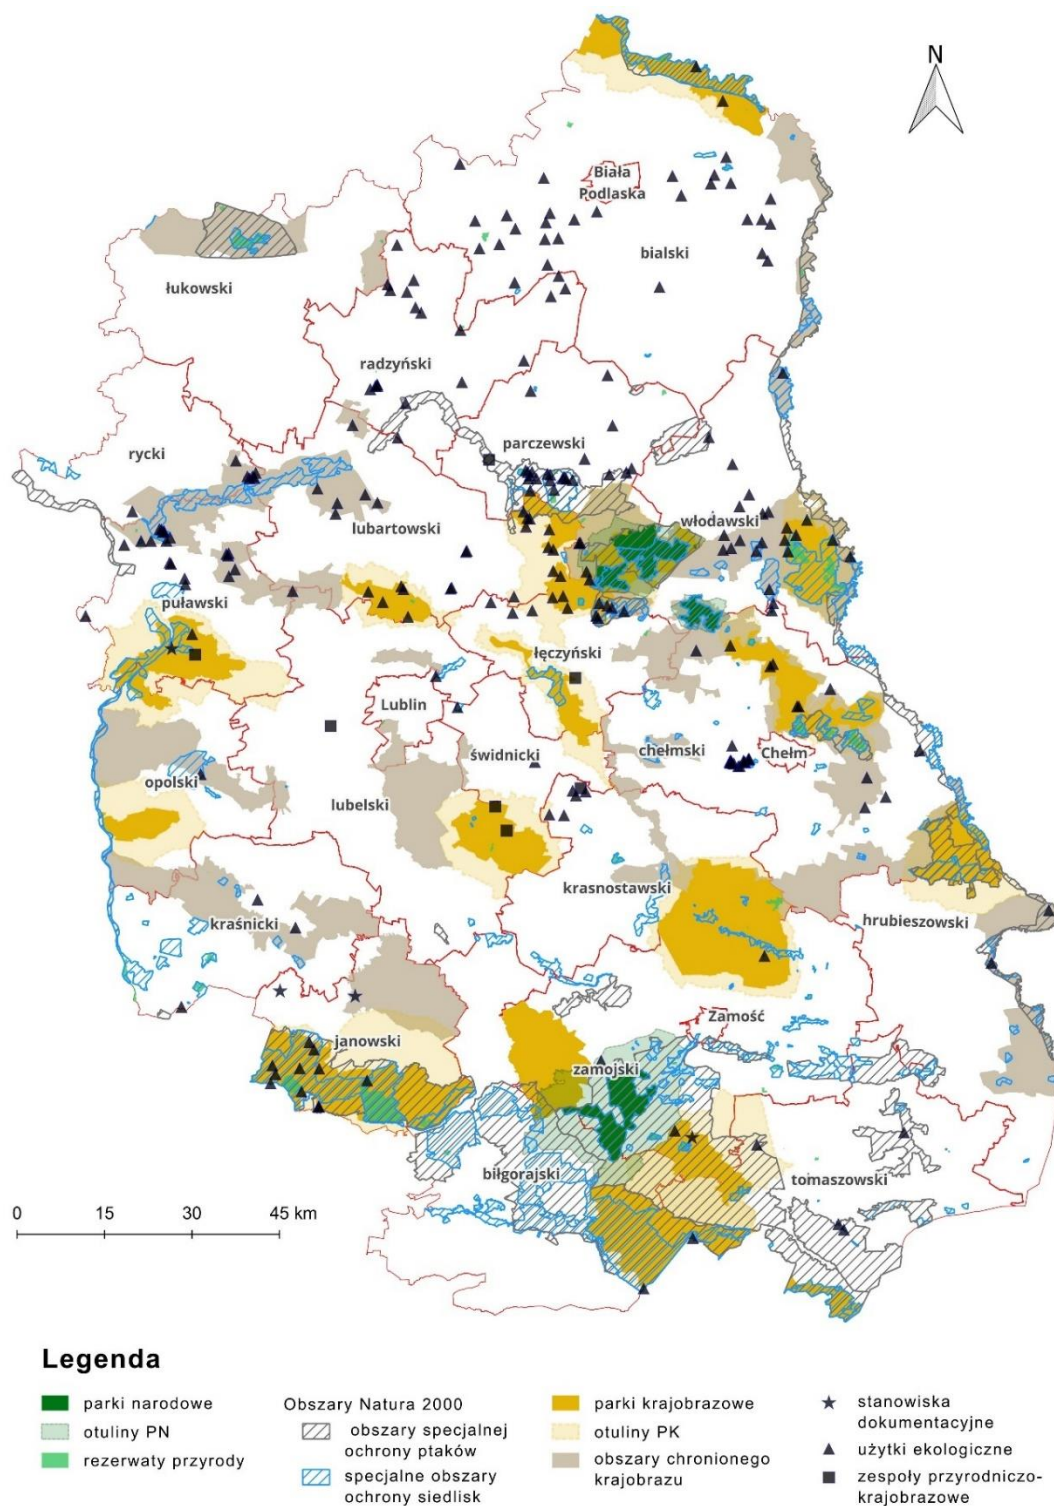 N
Biała
Podlaska
bialski
łukowski
radzyński
parczewski
rycki
włodawski
lubartowski
puławski
łęczyński
Lublin
świdnicki
chełmski
Chełm
opolski
lubelski
krasnostawski
hrubieszowski
kraśnicki
Zamość
janowski
zamojski
biłgorajski
tomaszowski
0 15 30 45 km
Legenda
parki narodowe
otuliny PN
rezerwaty przyrody
Obszary Natura 2000
obszary specjalnej
ochrony ptaków
specjalne obszary
ochrony siedlisk
parki krajobrazowe
otuliny PK
obszary chronionego
krajobrazu
stanowiska
dokumentacyjne
użytki ekologiczne
zespoły przyrodniczo-
krajobrazowe